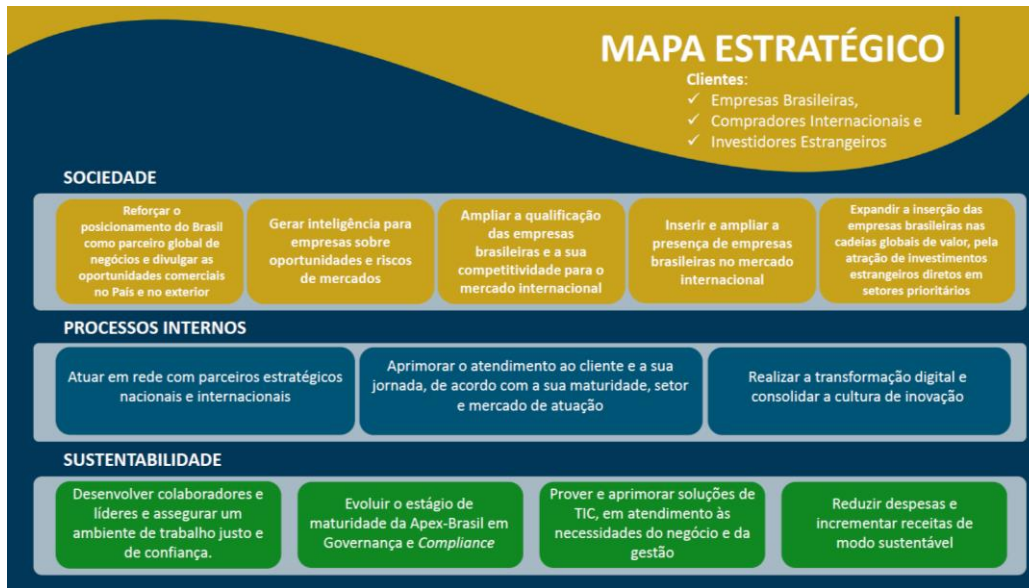 MAPA ESTRATÉGICO
Clientes:
✓ Empresas Brasileiras,
✓ Compradores Internacionais e
✓ Investidores Estrangeiros
SOCIEDADE
Reforçar o
posicionamento do Brasil
como parceiro global de
negócios e divulgar as
oportunidades comerciais
no País e no exterior
Gerar inteligência para
empresas sobre
oportunidades e riscos
de mercados
Ampliar a qualificação
das empresas
brasileiras e a sua
competitividade para o
mercado internacional
Inserir e ampliar a
presença de empresas
brasileiras no mercado
internacional
Expandir a inserção das
empresas brasileiras nas
cadeias globais de valor, pela
atração de investimentos
estrangeiros diretos em
setores prioritários
PROCESSOS INTERNOS
Atuar em rede com parceiros estratégicos
nacionais e internacionais
Aprimorar o atendimento ao cliente e a sua
jornada, de acordo com a sua maturidade, setor
e mercado de atuação
Realizar a transformação digital e
consolidar a cultura de inovação
SUSTENTABILIDADE
Desenvolver colaboradores e
líderes e assegurar um
ambiente de trabalho justo e
de confiança.
Evoluir o estágio de
maturidade da Apex-Brasil em
Governança e Compliance
Prover e aprimorar soluções de
TIC, em atendimento às
necessidades do negócio e da
gestão
Reduzir despesas e
incrementar receitas de
modo sustentável